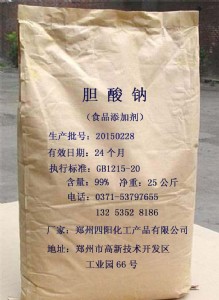 胆酸钠
（食品添加剂）
生产批号：20150228
有效日期：24个月
执行标准：GB1215-20
含量：99% 净重：25公斤
电话：0371-53797655
132 5352 8186
厂家：郑州四阳化工产品有限公司
地址：郑州市高新技术开发区
工业园66号